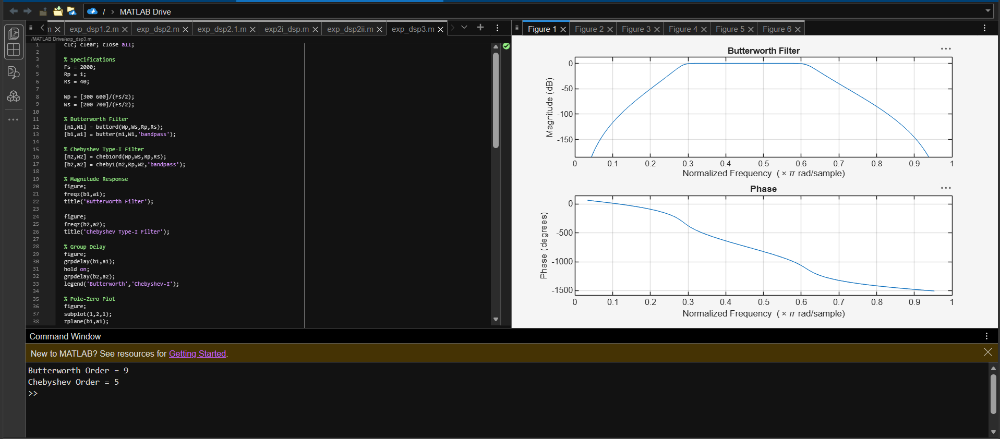 / > MATLAB Drive
m × exp_dsp1.2.m × exp_dsp2.m × exp_dsp2.1.m × exp2i_dsp.m × exp_dsp2ii.m × exp_dsp3.m ×
/MATLAB Drive/exp_dsp3.m
1 clc; clear; close all;
2
3 % Specifications
4 Fs = 2000;
5 Rp = 1;
6 Rs = 40;
7
8 Wp = [300 600]/(Fs/2);
9 Ws = [200 700]/(Fs/2);
10
11 % Butterworth Filter
12 [n1,W1] = buttord(Wp,Ws,Rp,Rs);
13 [b1,a1] = butter(n1,W1,'bandpass');
14
15 % Chebyshev Type-I Filter
16 [n2,W2] = cheb1ord(Wp,Ws,Rp,Rs);
17 [b2,a2] = cheby1(n2,Rp,W2,'bandpass');
18
19 % Magnitude Response
20 figure;
21 freqz(b1,a1);
22 title('Butterworth Filter');
23
24 figure;
25 freqz(b2,a2);
26 title('Chebyshev Type-I Filter');
27
28 % Group Delay
29 figure;
30 grpdelay(b1,a1);
31 hold on;
32 grpdelay(b2,a2);
33 legend('Butterworth','Chebyshev-I');
34
35 % Pole-Zero Plot
36 figure;
37 subplot(1,2,1);
38 zplane(b1,a1);
Figure 1 × Figure 2 × Figure 3 × Figure 4 × Figure 5 × Figure 6 ×
Butterworth Filter
Magnitude (dB)
0
-50
-100
-150
0 0.1 0.2 0.3 0.4 0.5 0.6 0.7 0.8 0.9 1
Normalized Frequency (× π rad/sample)
Phase
Phase (degrees)
0
-500
-1000
-1500
0 0.1 0.2 0.3 0.4 0.5 0.6 0.7 0.8 0.9 1
Normalized Frequency (× π rad/sample)
Command Window
New to MATLAB? See resources for Getting Started.
Butterworth Order = 9
Chebyshev Order = 5
>>